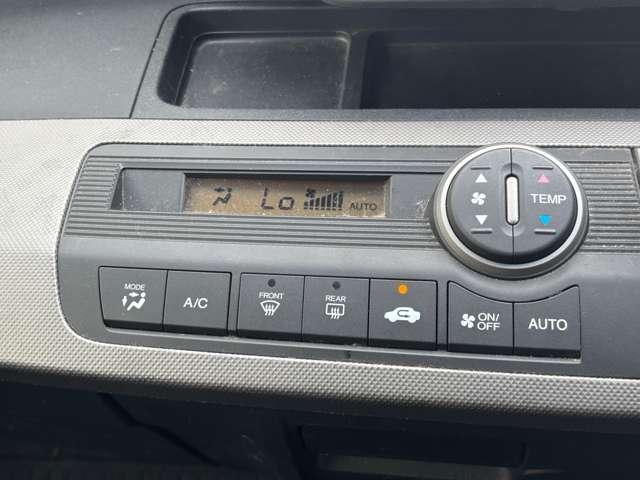 Lo AUTO
TEMP
MODE
A/C
FRONT
REAR
ON/
OFF
AUTO